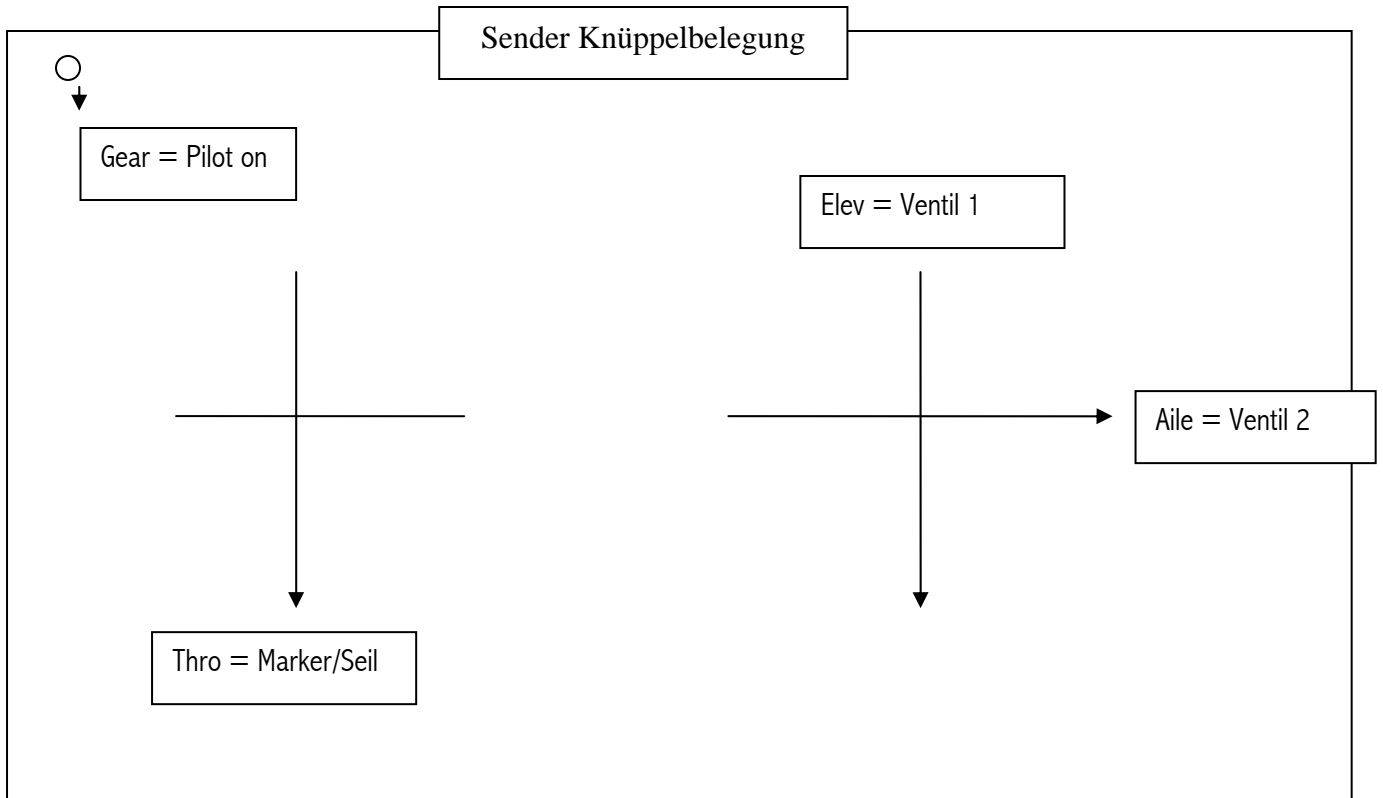 Sender Knüppelbelegung
Gear = Pilot on
Elev = Ventil 1
Aile = Ventil 2
Thro = Marker/Seil